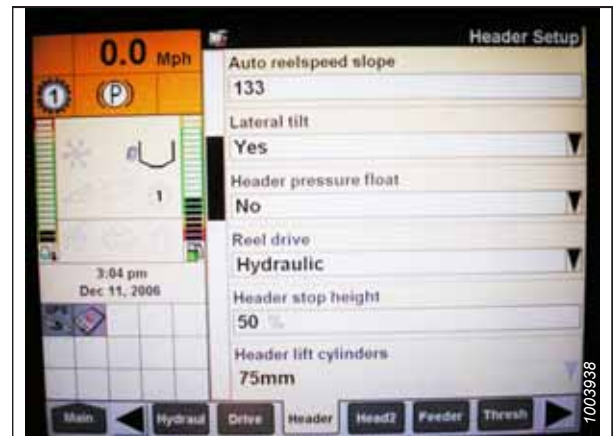 0.0 Mph
1
(P)
1
3:04 pm
Dec 11, 2006
Header Setup
Auto reelspeed slope
133
Lateral tilt
Yes
Header pressure float
No
Reel drive
Hydraulic
Header stop height
50 %
Header lift cylinders
75mm
Main
Hydraul
Drive
Header
Head2
Feeder
Thresh
1003938